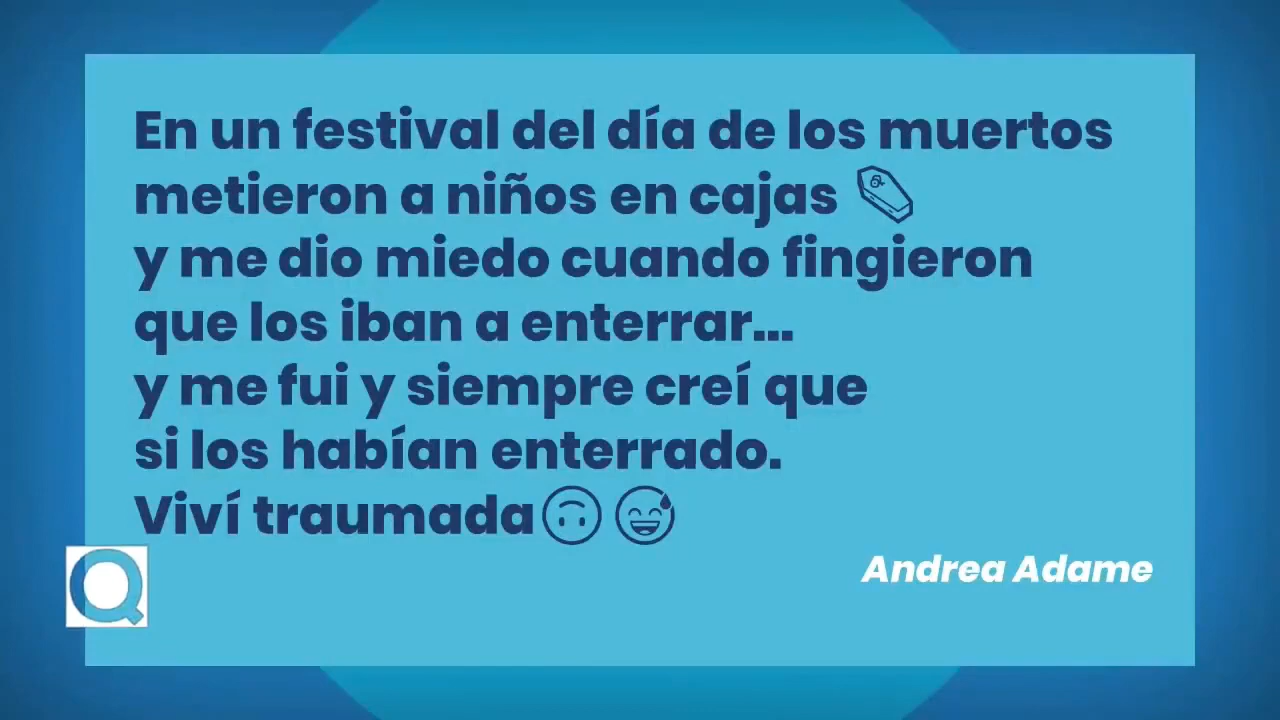 En un festival del día de los muertos
metieron a niños en cajas ⚰
y me dio miedo cuando fingieron
que los iban a enterrar...
y me fui y siempre creí que
si los habían enterrado.
Viví traumada🙃😅
Andrea Adame
Q